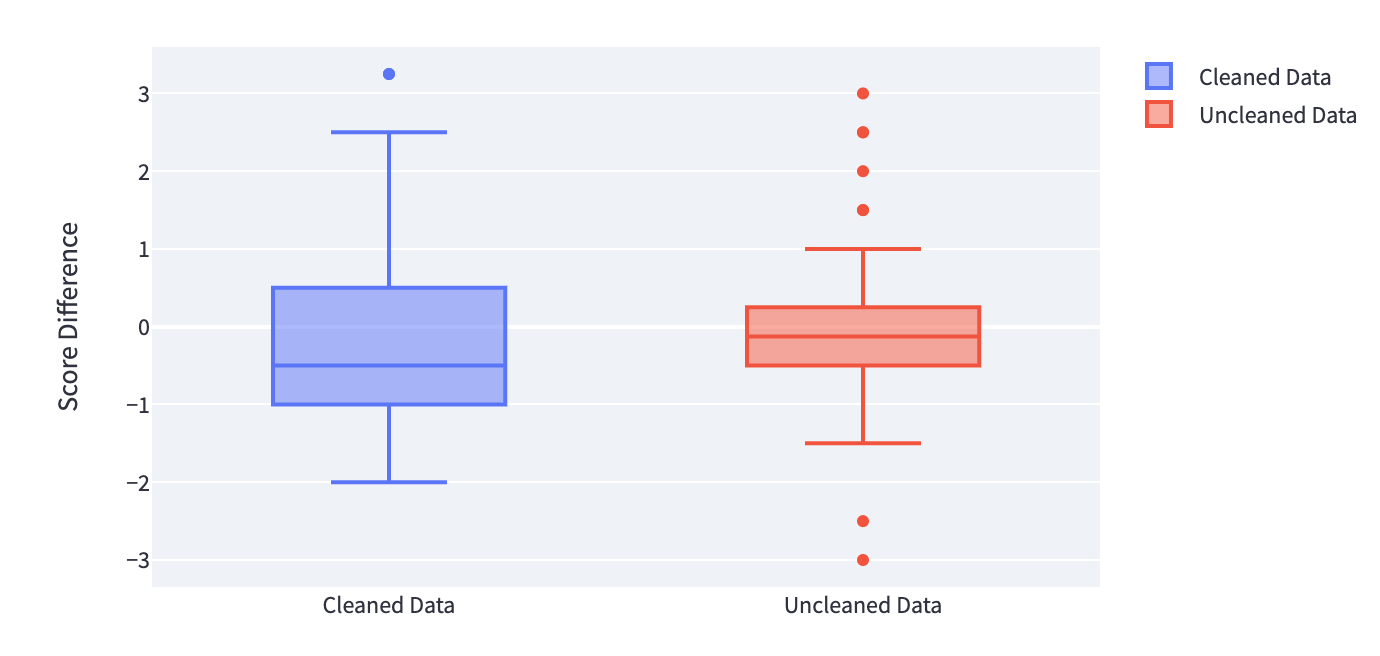 Score Difference
3
2
1
0
−1
−2
−3
Cleaned Data
Uncleaned Data
Cleaned Data
Uncleaned Data